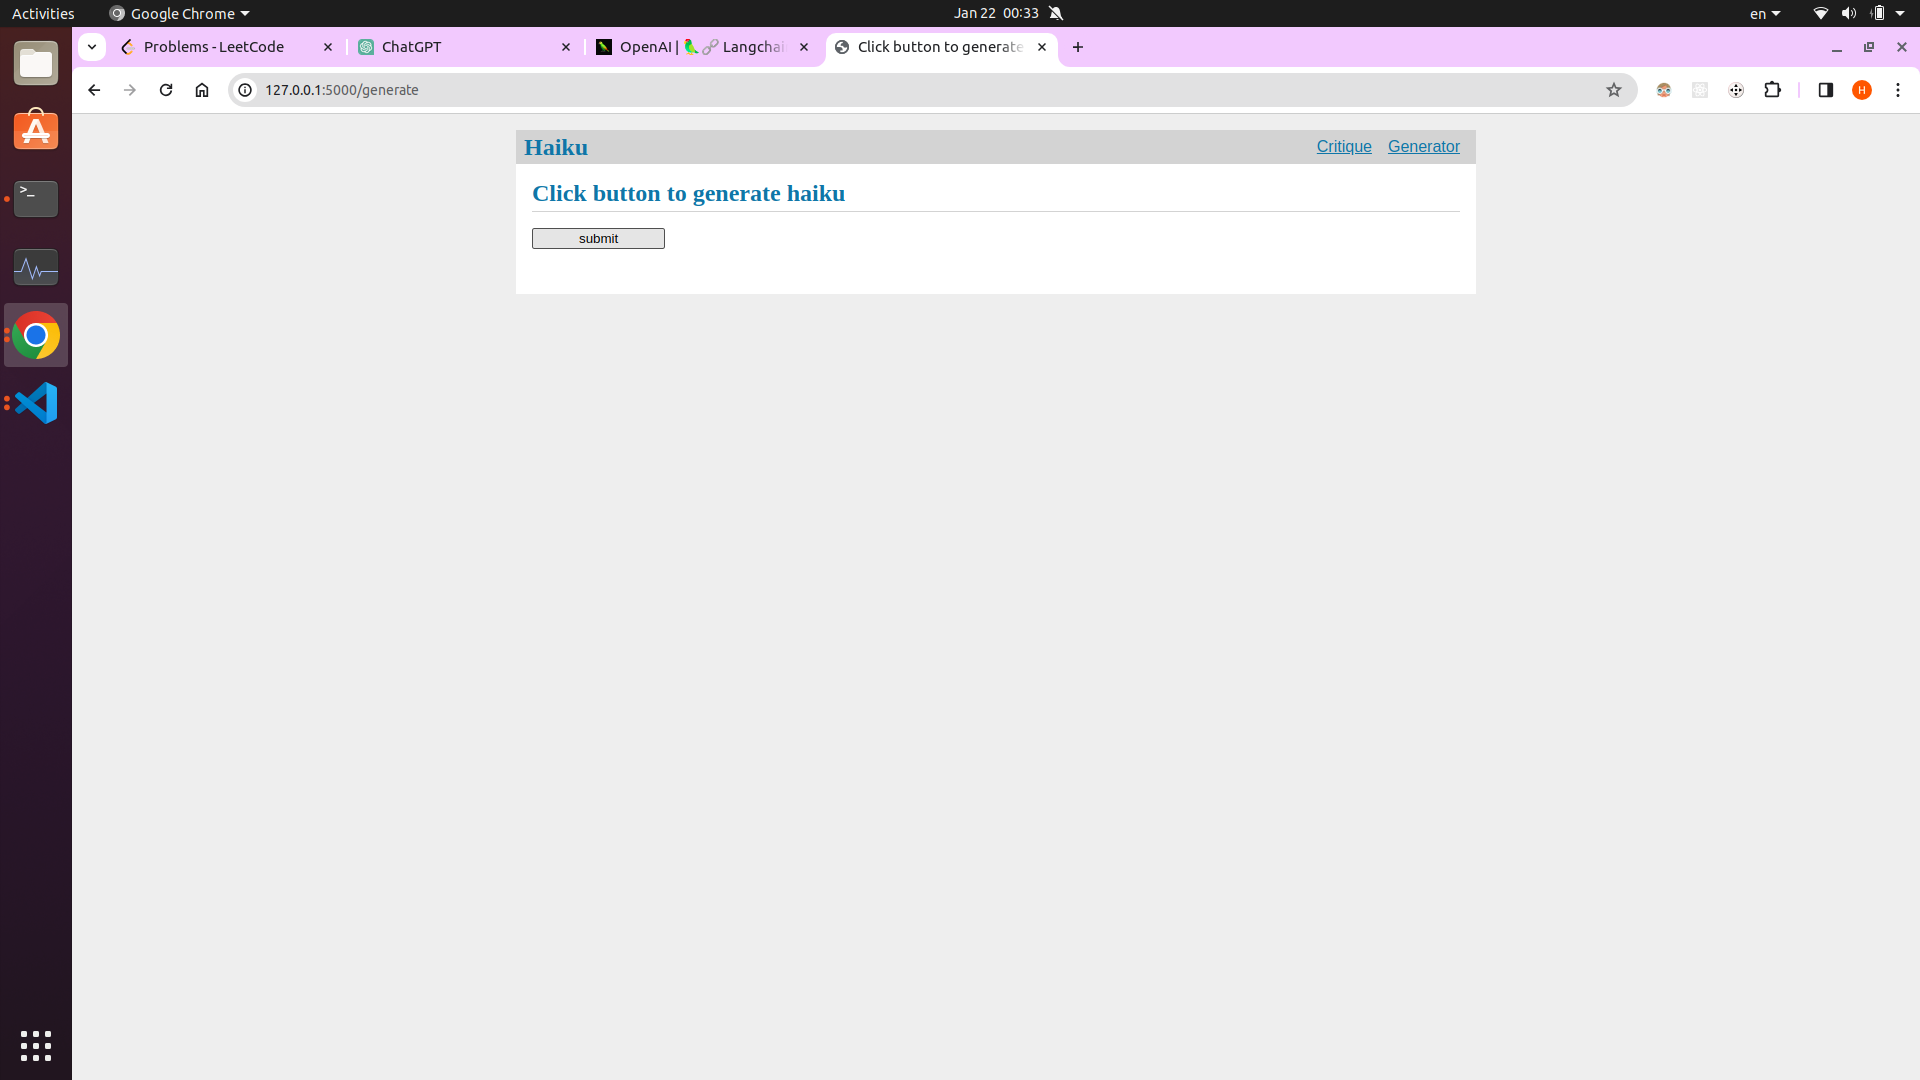 Activities
Google Chrome
Jan 22 00:33
en
Problems - LeetCode
ChatGPT
OpenAI | 🦜🔗 Langchai
Click button to generate
127.0.0.1:5000/generate
H
Haiku
Critique
Generator
Click button to generate haiku
submit